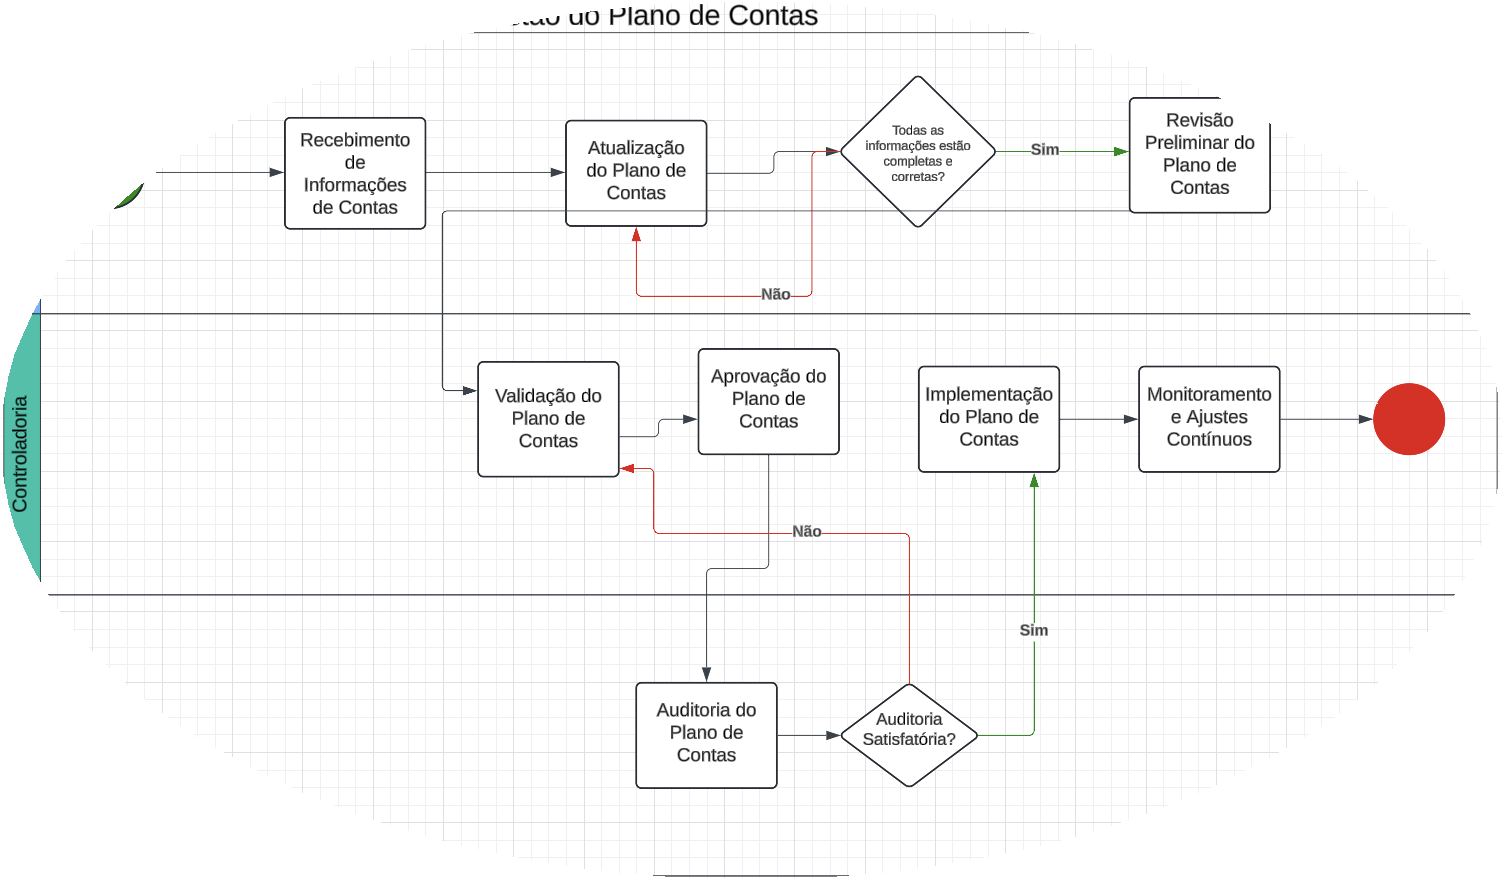 do Plano de Contas
Recebimento
de
Informações
de Contas
Atualização
do Plano de
Contas
Todas as
informações estão
completas e
corretas?
Sim
Revisão
Preliminar do
Plano de
Contas
Não
Controladoria
Validação do
Plano de
Contas
Aprovação do
Plano de
Contas
Implementação
do Plano de
Contas
Monitoramento
e Ajustes
Contínuos
Não
Sim
Auditoria do
Plano de
Contas
Auditoria
Satisfatória?